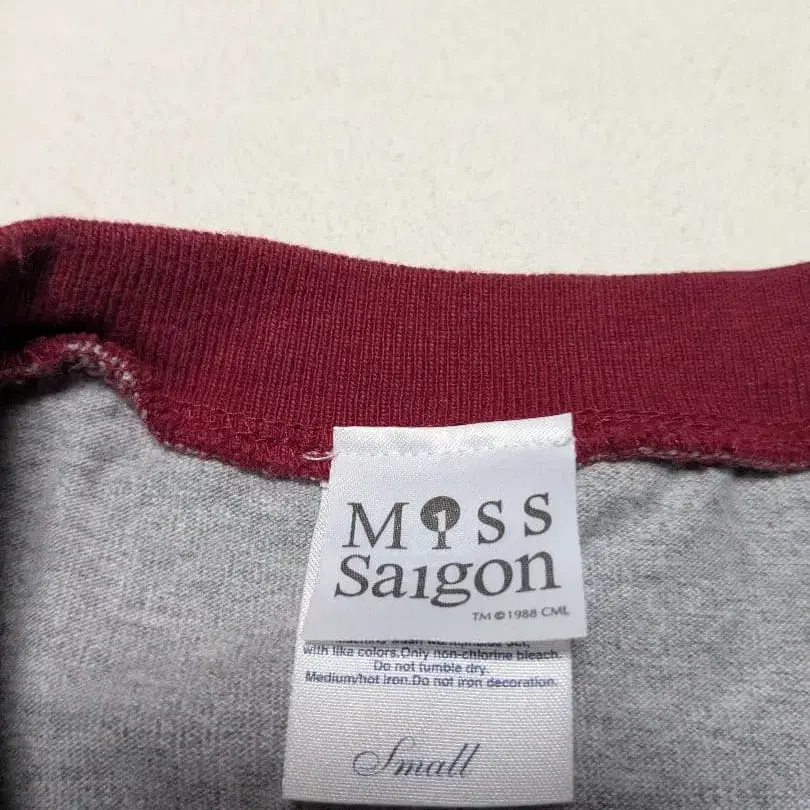 MISS
Saigon
TM © 1988 CML
with like colors.Only non-chlorine bleach.
Do not tumble dry.
Medium/hot iron.Do not iron decoration.
Small